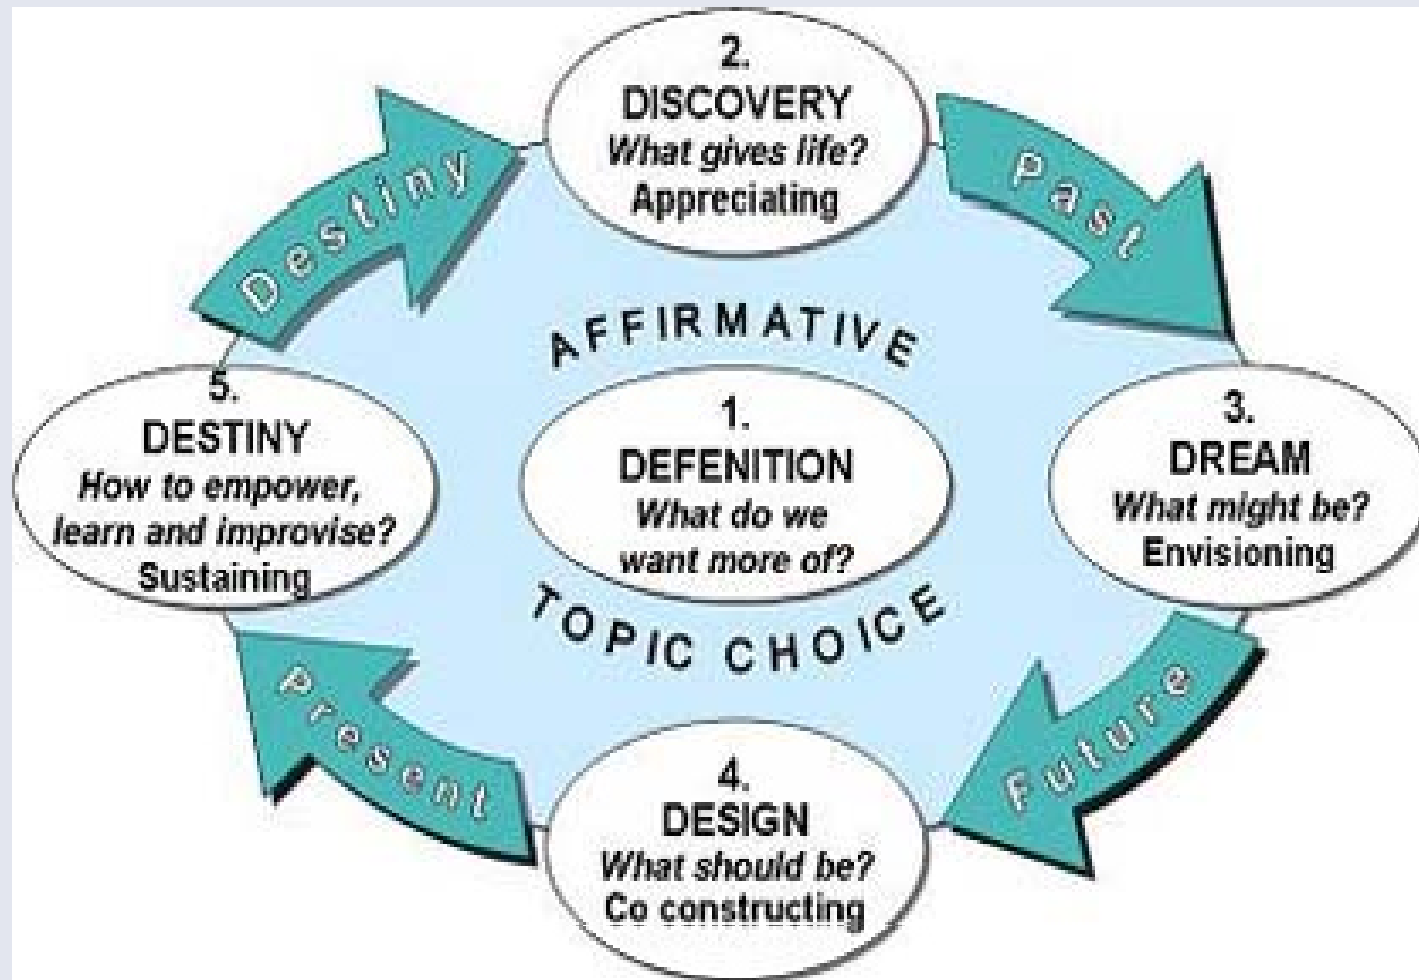 2.
DISCOVERY
What gives life?
Appreciating
Destiny
Past
AFFIRMATIVE
5.
DESTINY
How to empower,
learn and improvise?
Sustaining
1.
DEFENITION
What do we
want more of?
3.
DREAM
What might be?
Envisioning
TOPIC CHOICE
Present
Future
4.
DESIGN
What should be?
Co constructing